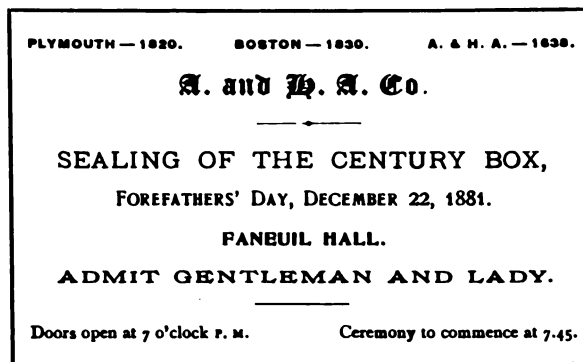 PLYMOUTH — 1620. BOSTON — 1630. A. & H. A. — 1638.
A. and H. A. Co.
SEALING OF THE CENTURY BOX,
FOREFATHERS' DAY, DECEMBER 22, 1881.
FANEUIL HALL.
ADMIT GENTLEMAN AND LADY.
Doors open at 7 o'clock P. M. Ceremony to commence at 7.45.